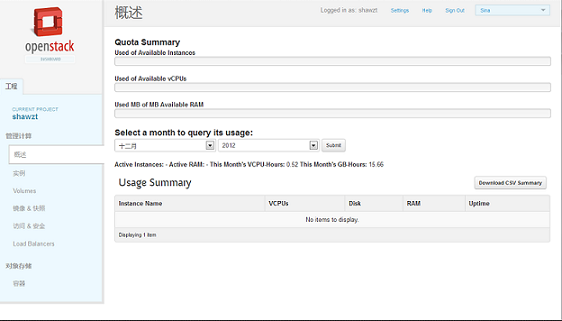 openstack
DASHBOARD
工程
CURRENT PROJECT
shawzt
管理计算
概述
实例
Volumes
镜像 & 快照
访问 & 安全
Load Balancers
对象存储
容器
概述
Logged in as: shawzt Settings Help Sign Out Sina
Quota Summary
Used of Available Instances
Used of Available vCPUs
Used MB of MB Available RAM
Select a month to query its usage:
十二月 2012 Submit
Active Instances: - Active RAM: - This Month's VCPU-Hours: 0.52 This Month's GB-Hours: 15.66
Usage Summary Download CSV Summary
Instance Name VCPUs Disk RAM Uptime
No items to display.
Displaying 1 item